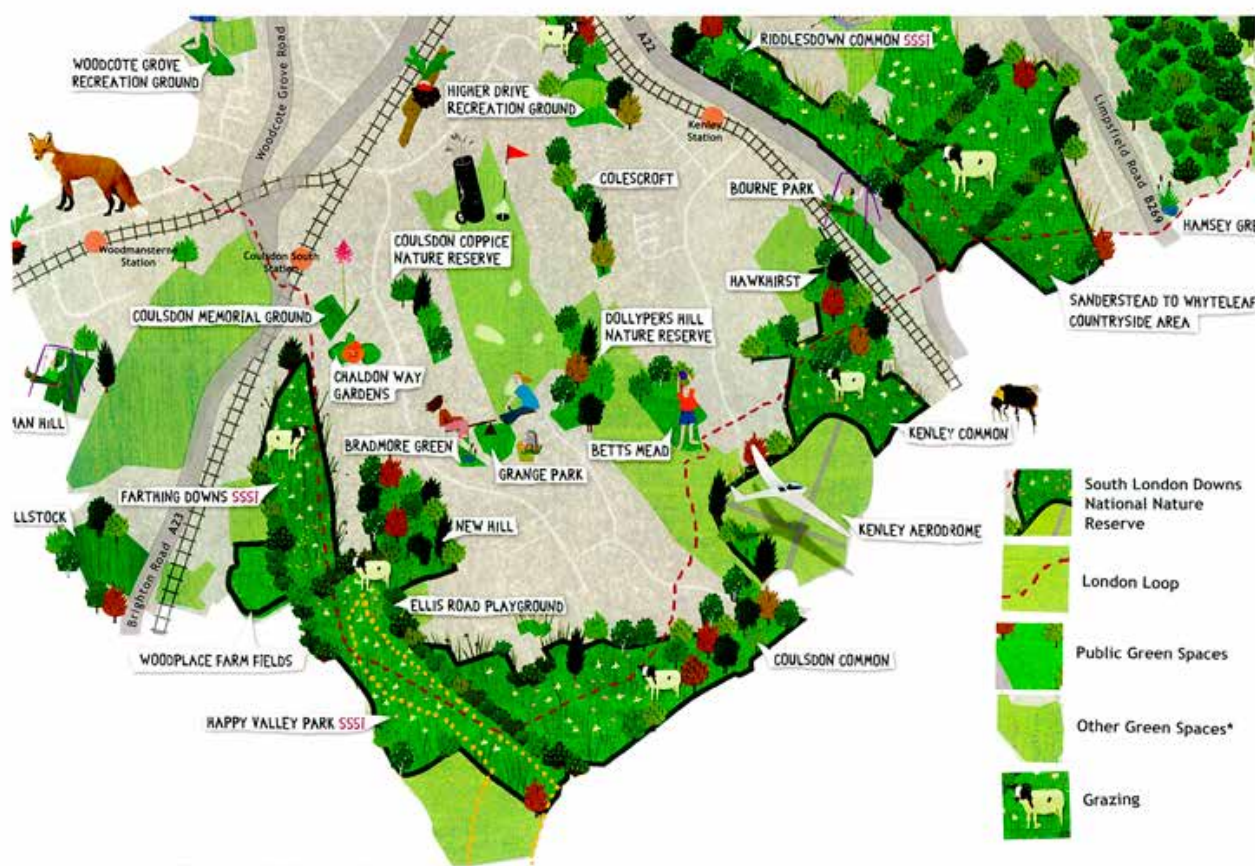 WOODCOTE GROVE
RECREATION GROUND
Woodcote Grove Road
HIGHER DRIVE
RECREATION GROUND
A22
RIDDLESDOWN COMMON SSSI
Kenley
Station
Limpsfield Road B269
COLESCROFT
BOURNE PARK
HAMSEY GRE
Woodmansterne
Station
Coulsdon South
Station
COULSDON COPPICE
NATURE RESERVE
HAWKHIRST
SANDERSTEAD TO WHYTELEAF
COUNTRYSIDE AREA
COULSDON MEMORIAL GROUND
DOLLYPERS HILL
NATURE RESERVE
CHALDON WAY
GARDENS
MAN HILL
BRADMORE GREEN
GRANGE PARK
BETTS MEAD
KENLEY COMMON
FARTHING DOWNS SSSI
LLSTOCK
Brighton Road A23
NEW HILL
KENLEY AERODROME
ELLIS ROAD PLAYGROUND
WOODPLACE FARM FIELDS
COULSDON COMMON
HAPPY VALLEY PARK SSSI
South London Downs
National Nature
Reserve
London Loop
Public Green Spaces
Other Green Spaces*
Grazing